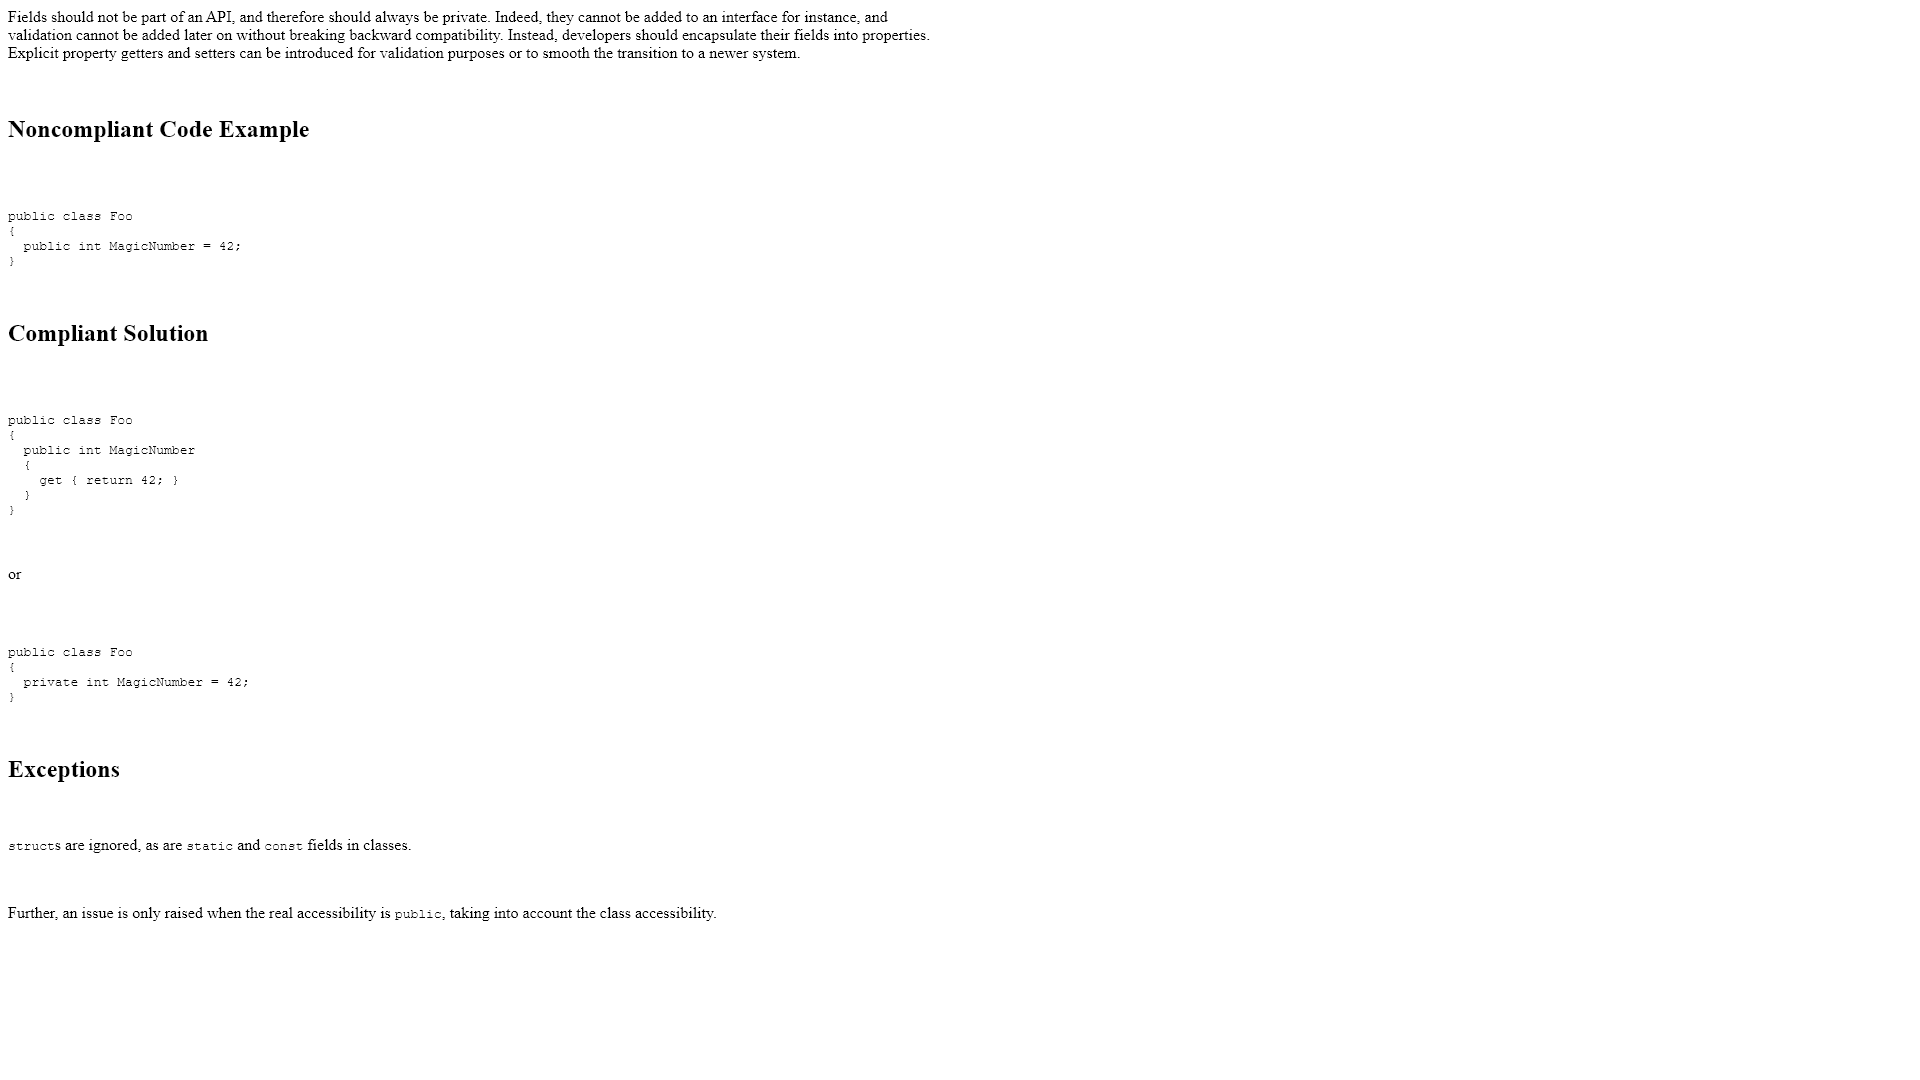 Fields should not be part of an API, and therefore should always be private. Indeed, they cannot be added to an interface for instance, and
validation cannot be added later on without breaking backward compatibility. Instead, developers should encapsulate their fields into properties.
Explicit property getters and setters can be introduced for validation purposes or to smooth the transition to a newer system.
Noncompliant Code Example
public class Foo
{
  public int MagicNumber = 42;
}
Compliant Solution
public class Foo
{
  public int MagicNumber
  {
    get { return 42; }
  }
}
or
public class Foo
{
  private int MagicNumber = 42;
}
Exceptions
structs are ignored, as are static and const fields in classes.
Further, an issue is only raised when the real accessibility is public, taking into account the class accessibility.